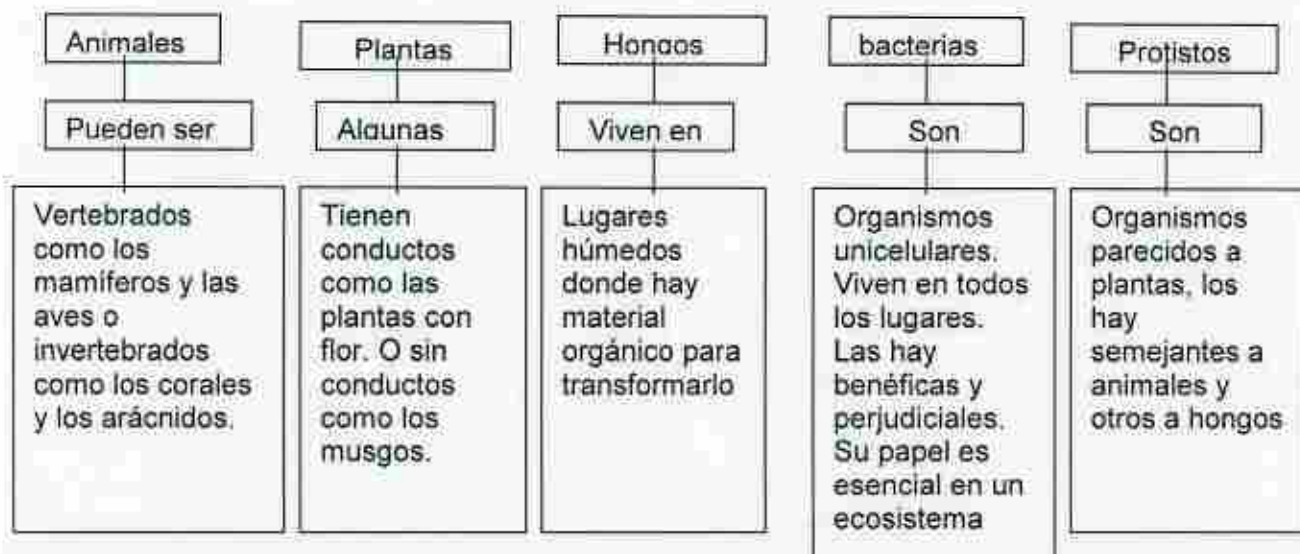 Animales
Plantas
Hongos
bacterias
Protistos
Pueden ser
Algunas
Viven en
Son
Son
Vertebrados
como los
mamíferos y las
aves o
invertebrados
como los corales
y los arácnidos.
Tienen
conductos
como las
plantas con
flor. O sin
conductos
como los
musgos.
Lugares
húmedos
donde hay
material
orgánico para
transformarlo
Organismos
unicelulares.
Viven en todos
los lugares.
Las hay
benéficas y
perjudiciales.
Su papel es
esencial en un
ecosistema
Organismos
parecidos a
plantas, los
hay
semejantes a
animales y
otros a hongos